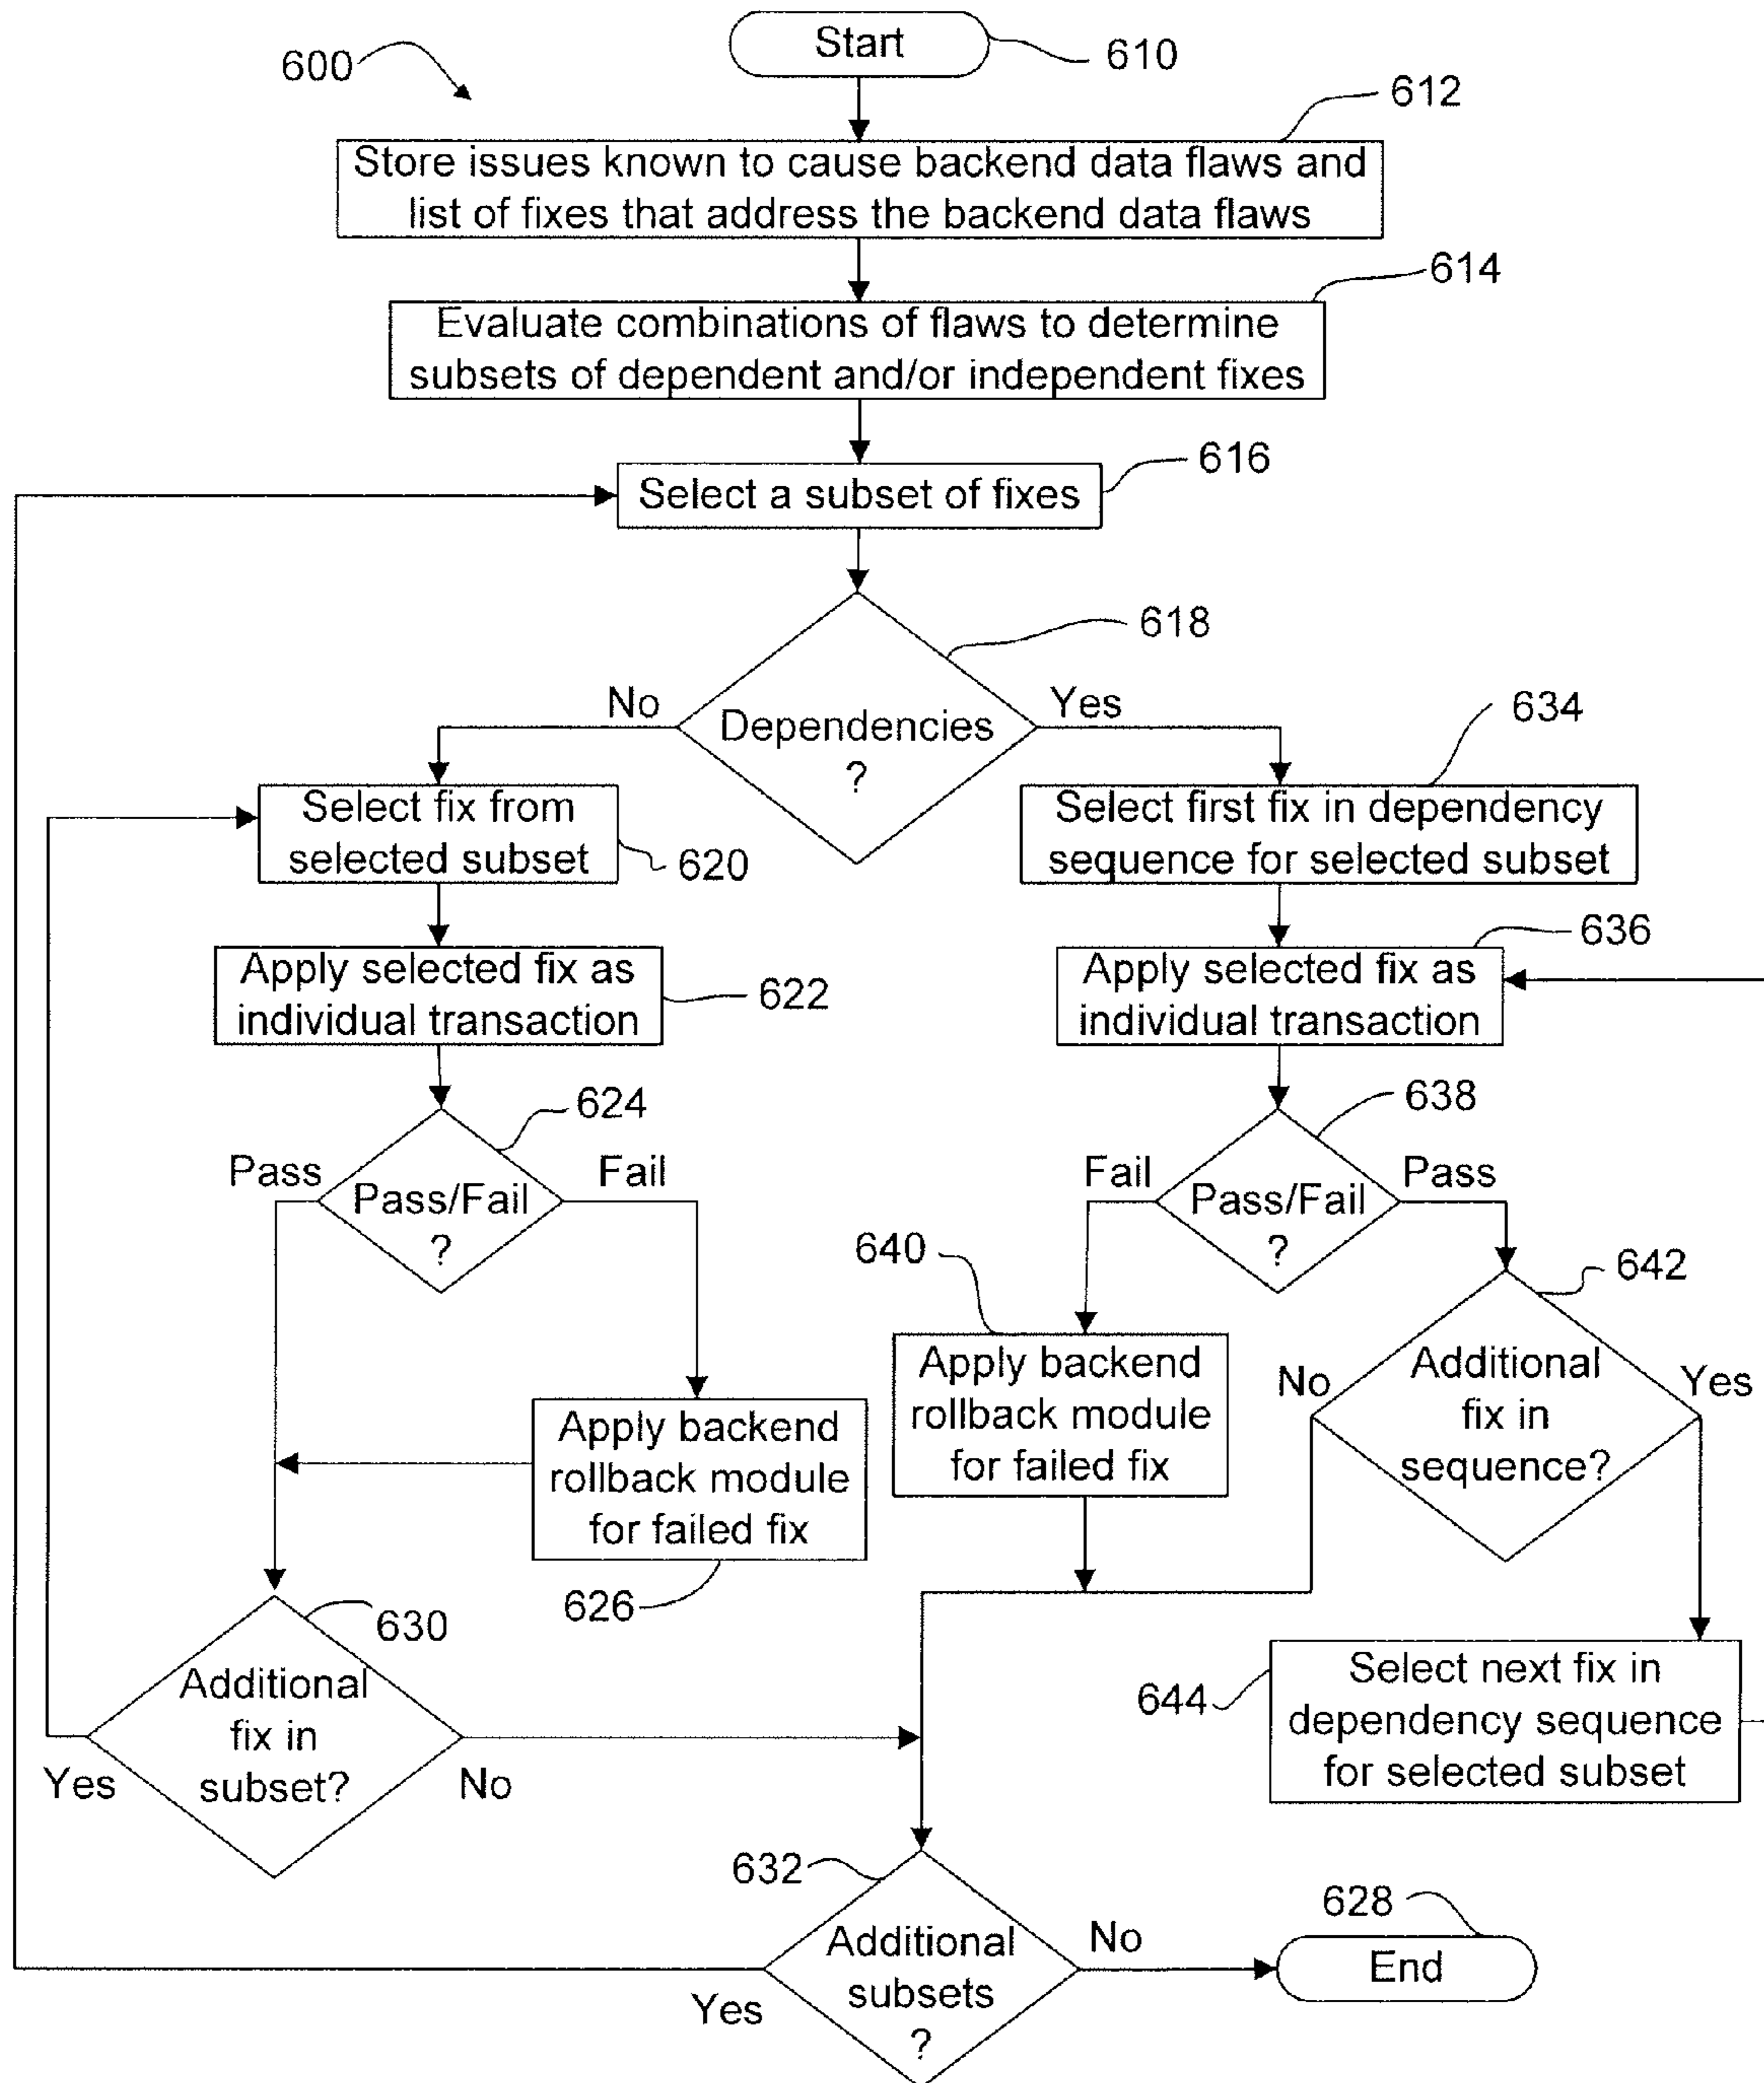 600
Start
610
612
Store issues known to cause backend data flaws and
list of fixes that address the backend data flaws
614
Evaluate combinations of flaws to determine
subsets of dependent and/or independent fixes
616
Select a subset of fixes
618
Dependencies
?
No
Yes
634
Select fix from
selected subset
620
Select first fix in dependency
sequence for selected subset
636
Apply selected fix as
individual transaction
622
Apply selected fix as
individual transaction
624
Pass
Fail
Pass/Fail
?
638
Fail
Pass
Pass/Fail
?
640
642
Apply backend
rollback module
for failed fix
626
Apply backend
rollback module
for failed fix
No
Additional
fix in
sequence?
Yes
630
Additional
fix in
subset?
Yes
No
644
Select next fix in
dependency sequence
for selected subset
632
Additional
subsets
?
Yes
No
628
End